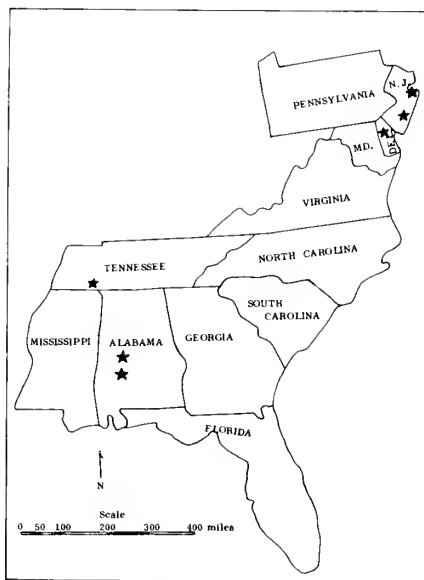 N.J.
PENNSYLVANIA
MD.
DEL.
VIRGINIA
NORTH CAROLINA
TENNESSEE
SOUTH
CAROLINA
MISSISSIPPI
ALABAMA
GEORGIA
FLORIDA
N
Scale
0 50 100 200 300 400 miles